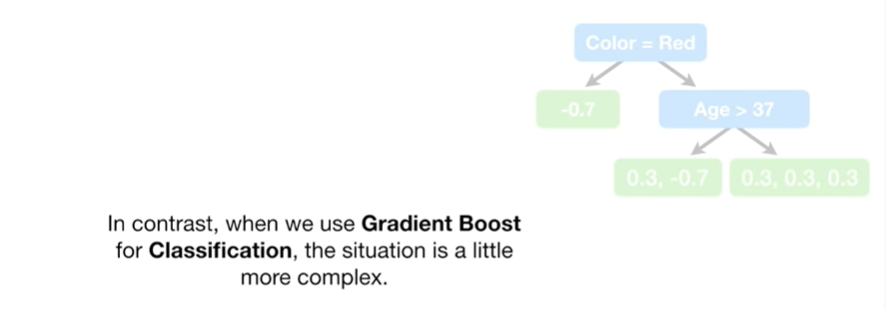 Color = Red
-0.7
Age > 37
0.3, -0.7
0.3, 0.3, 0.3
In contrast, when we use Gradient Boost
for Classification, the situation is a little
more complex.